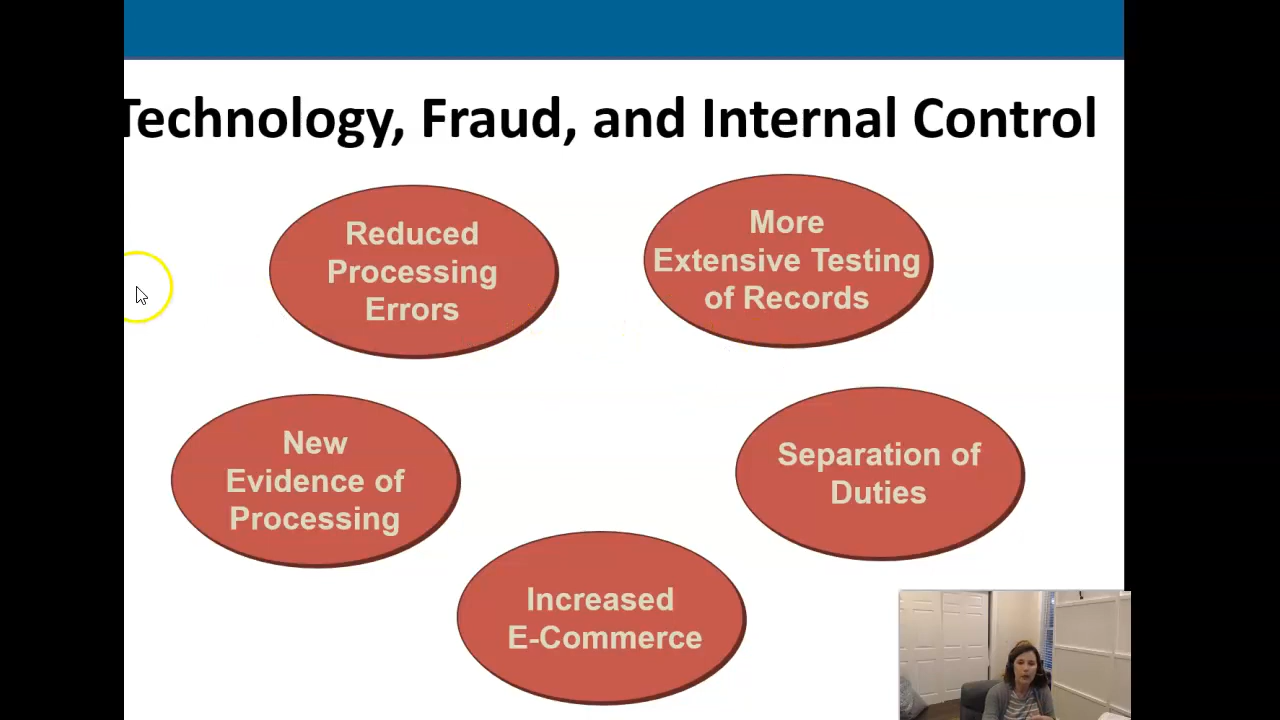 Technology, Fraud, and Internal Control
Reduced
Processing
Errors
More
Extensive Testing
of Records
New
Evidence of
Processing
Separation of
Duties
Increased
E-Commerce